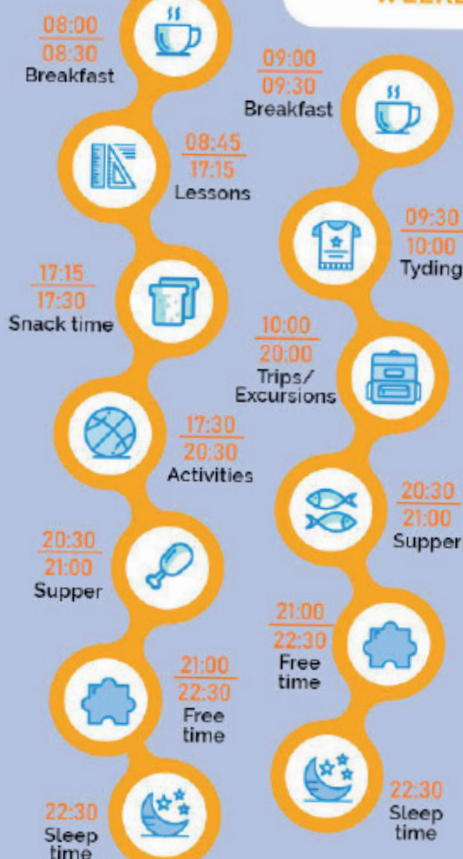 08:00
08:30
Breakfast
08:45
17:15
Lessons
17:15
17:30
Snack time
17:30
20:30
Activities
20:30
21:00
Supper
21:00
22:30
Free
time
22:30
Sleep
time
09:00
09:30
Breakfast
09:30
10:00
Tyding
10:00
20:00
Trips/
Excursions
20:30
21:00
Supper
21:00
22:30
Free
time
22:30
Sleep
time